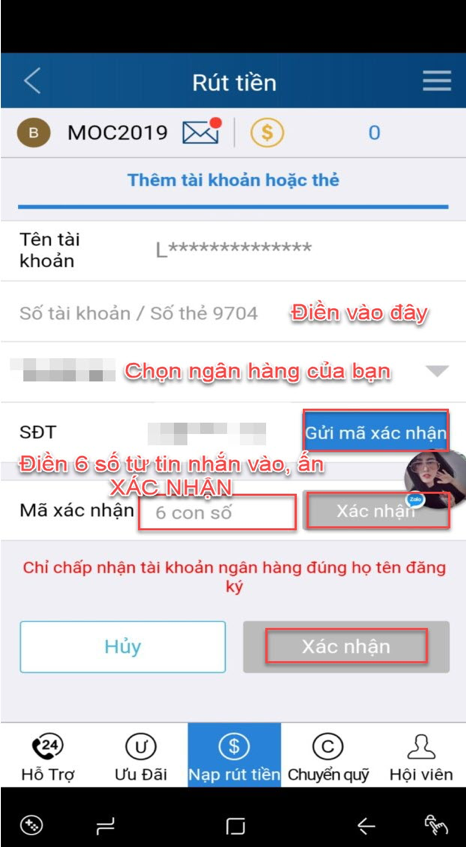 Rút tiền
B MOC2019 $ 0
Thêm tài khoản hoặc thẻ
Tên tài
khoản
L**************
Số tài khoản / Số thẻ 9704 Điền vào đây
Chọn ngân hàng của bạn
SĐT Gửi mã xác nhận
Điền 6 số từ tin nhắn vào, ấn
XÁC NHẬN
Zalo
Mã xác nhận 6 con số Xác nhận
Chỉ chấp nhận tài khoản ngân hàng đúng họ tên đăng
ký
Hủy Xác nhận
24 Ư $ C
Hỗ Trợ Ưu Đãi Nạp rút tiền Chuyển quỹ Hội viên